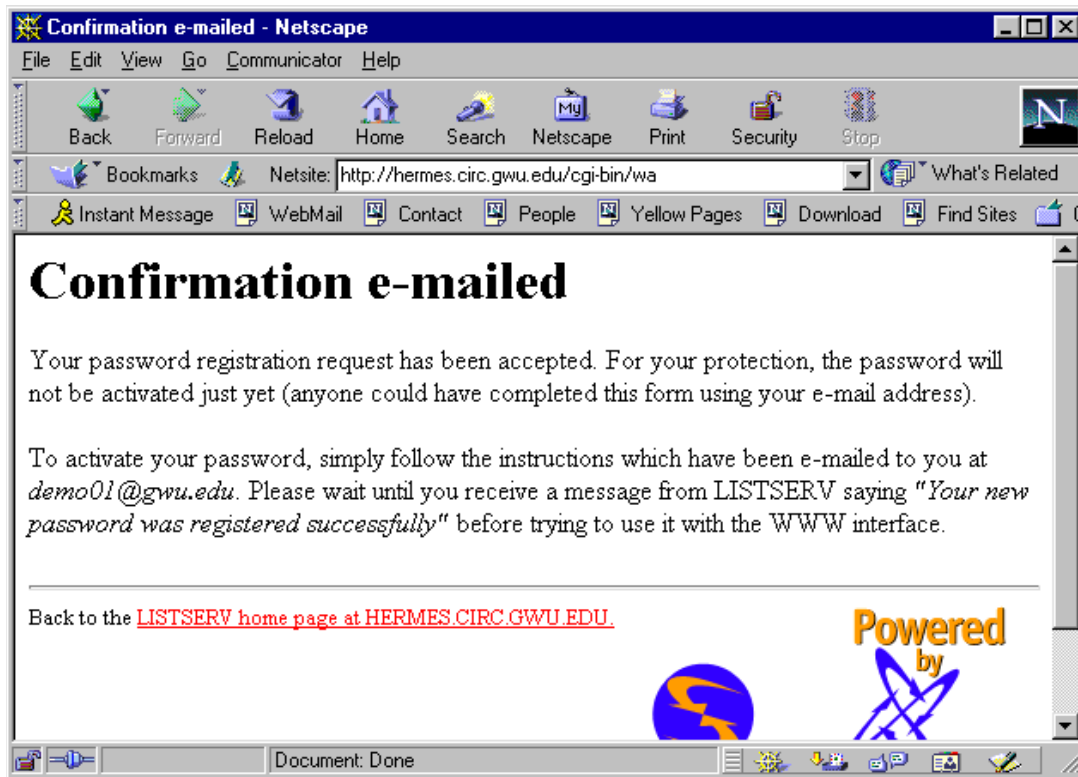 Confirmation e-mailed - Netscape
File Edit View Go Communicator Help
Back Forward Reload Home Search Netscape Print Security Stop
My
N
Bookmarks Netsite: http://hermes.circ.gwu.edu/cgi-bin/wa What's Related
Instant Message WebMail Contact People Yellow Pages Download Find Sites
Confirmation e-mailed
Your password registration request has been accepted. For your protection, the password will
not be activated just yet (anyone could have completed this form using your e-mail address).
To activate your password, simply follow the instructions which have been e-mailed to you at
demo01@gwu.edu. Please wait until you receive a message from LISTSERV saying "Your new
password was registered successfully" before trying to use it with the WWW interface.
Back to the LISTSERV home page at HERMES.CIRC.GWU.EDU.
Powered
by
Document: Done